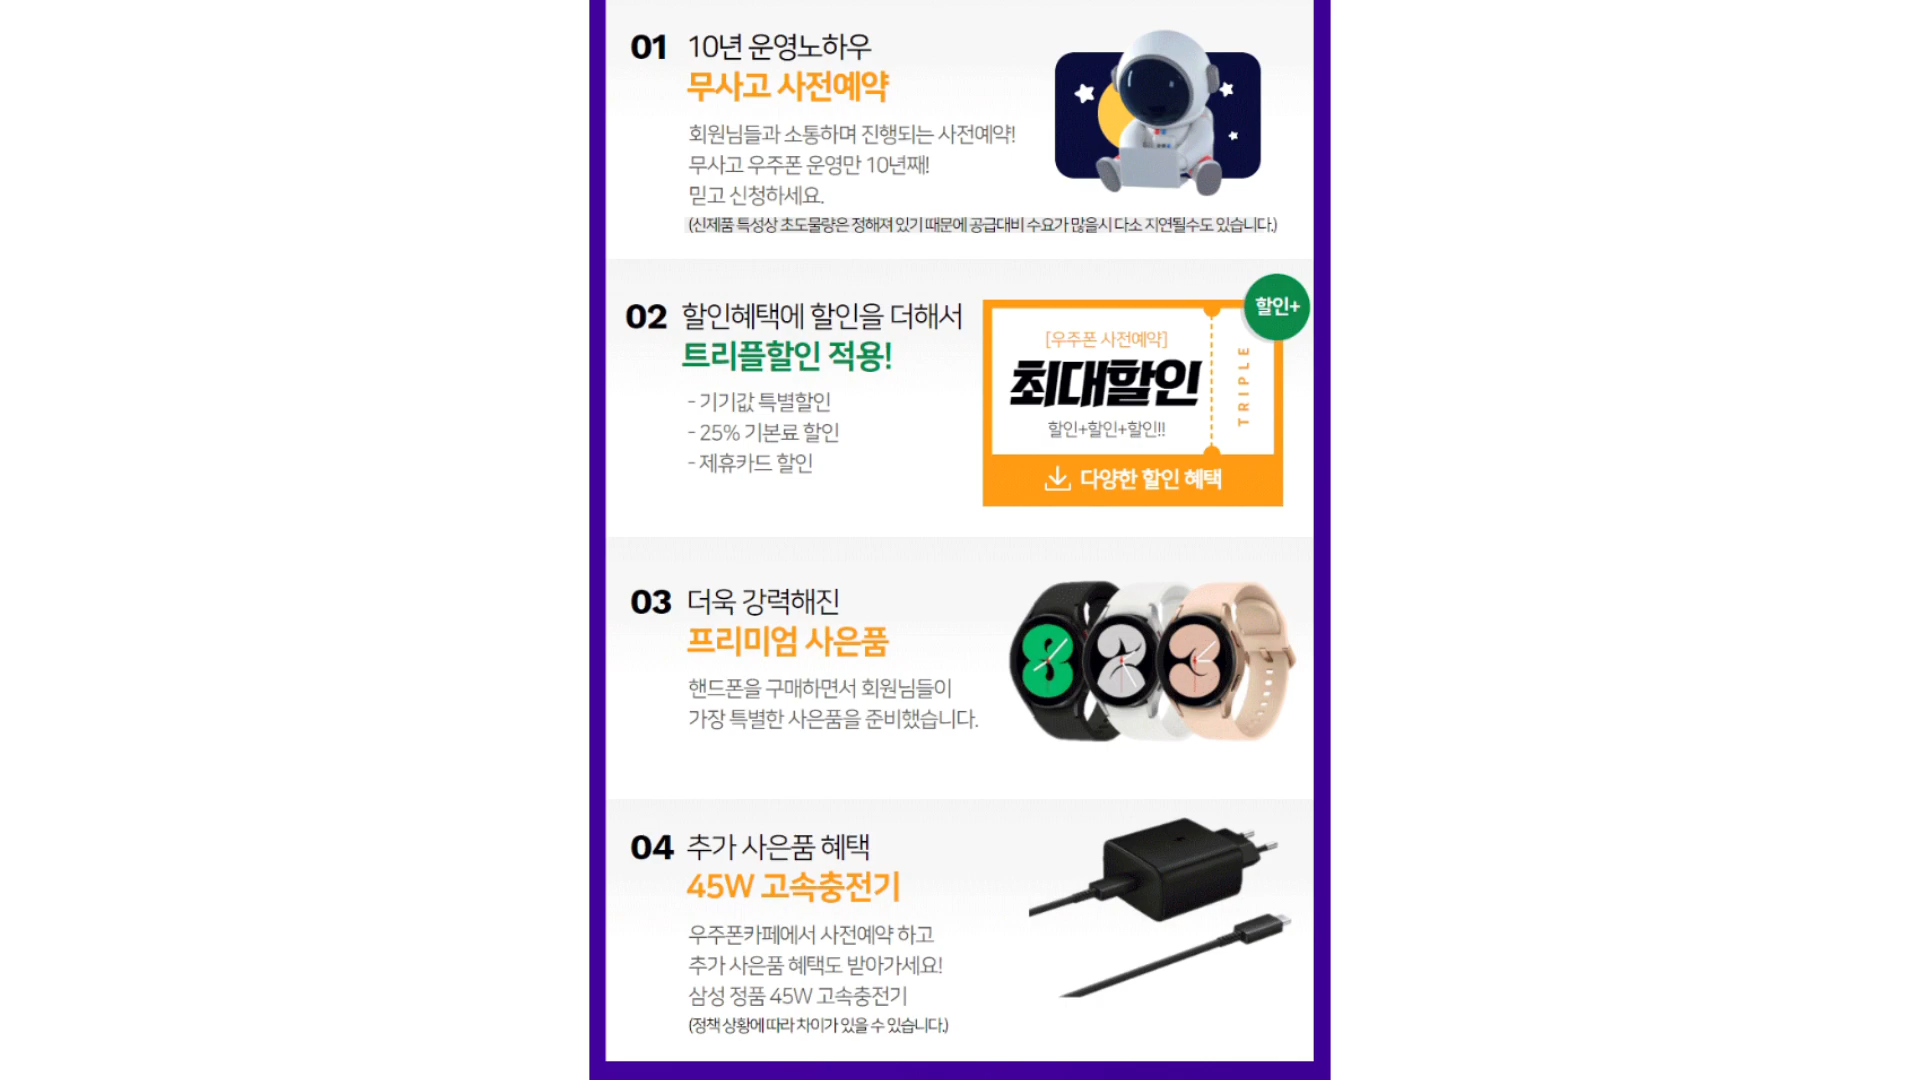 01 10년 운영노하우
무사고 사전예약
회원님들과 소통하며 진행되는 사전예약!
무사고 우주폰 운영만 10년째!
믿고 신청하세요.
(신제품 특성상 초도물량은 정해져 있기 때문에 공급대비 수요가 많을시 다소 지연될수도 있습니다.)
02 할인혜택에 할인을 더해서
트리플할인 적용!
- 기기값 특별할인
- 25% 기본료 할인
- 제휴카드 할인
할인+
[우주폰 사전예약]
최대할인
할인+할인+할인!!
TRIPLE
다양한 할인 혜택
03 더욱 강력해진
프리미엄 사은품
핸드폰을 구매하면서 회원님들이
가장 특별한 사은품을 준비했습니다.
04 추가 사은품 혜택
45W 고속충전기
우주폰카페에서 사전예약 하고
추가 사은품 혜택도 받아가세요!
삼성 정품 45W 고속충전기
(정책 상황에 따라 차이가 있을 수 있습니다.)